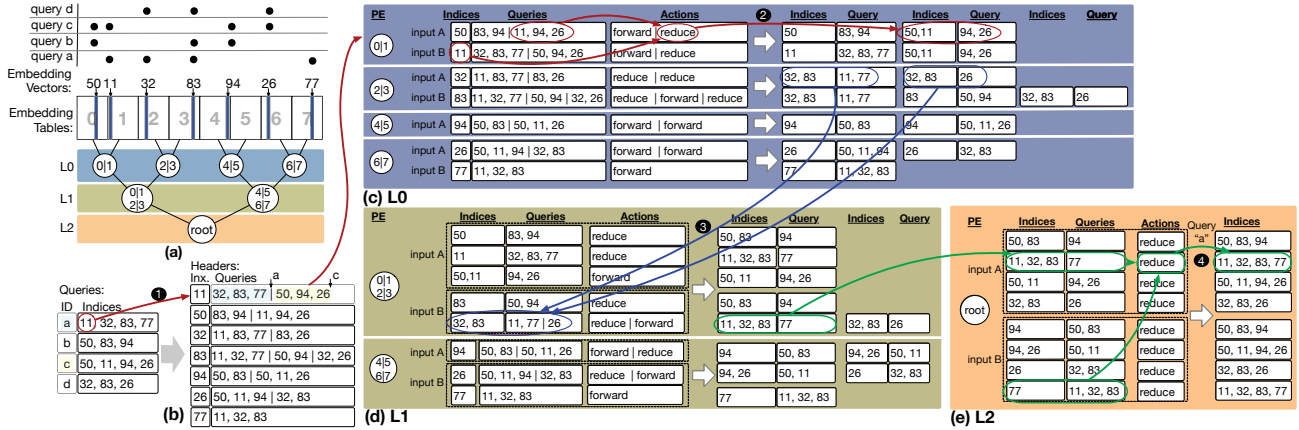 query d
query c
query b
query a
Embedding Vectors:
50 11 32 83 94 26 77
Embedding Tables:
0 1 2 3 4 5 6 7
L0
0|1 2|3 4|5 6|7
L1
0|1 2|3
4|5 6|7
L2
root
(a)
Queries:
ID Indices
a 11 32, 83, 77
b 50, 83, 94
c 50, 11, 94, 26
d 32, 83, 26
1
Headers:
Inx. Queries a c
11 32, 83, 77 50, 94, 26
50 83, 94 | 11, 94, 26
32 11, 83, 77 | 83, 26
83 11, 32, 77 | 50, 94 | 32, 26
94 50, 83 | 50, 11, 26
26 50, 11, 94 | 32, 83
77 11, 32, 83
(b)
PE Indices Queries Actions 2 Indices Query Indices Query Indices Query
0|1
input A 50 83, 94 | 11, 94, 26 forward | reduce 50 83, 94 50,11 94, 26
input B 11 32, 83, 77 | 50, 94, 26 forward | reduce 11 32, 83, 77 50, 11 94, 26
2|3
input A 32 11, 83, 77 | 83, 26 reduce | reduce 32, 83 11, 77 32, 83 26
input B 83 11, 32, 77 | 50, 94 | 32, 26 reduce | forward | reduce 32, 83 11, 77 83 50, 94 32, 83 26
4|5
input A 94 50, 83 | 50, 11, 26 forward | forward 94 50, 83 94 50, 11, 26
6|7
input A 26 50, 11, 94 | 32, 83 forward | forward 26 50, 11, 94 26 32, 83
input B 77 11, 32, 83 forward 77 11, 32, 83
(c) L0
PE Indices Queries Actions 3 Indices Query Indices Query
0|1 2|3
input A
50 83, 94 reduce 50, 83 94
11 32, 83, 77 reduce 11, 32, 83 77
50,11 94, 26 forward 50, 11 94, 26
input B
83 50, 94 reduce 50, 83 94
32, 83 11, 77 | 26 reduce | forward 11, 32, 83 77 32, 83 26
4|5 6|7
input A 94 50, 83 | 50, 11, 26 forward | reduce 94 50, 83 94, 26 50, 11
input B 26 50, 11, 94 | 32, 83 reduce | forward 94, 26 50, 11 26 32, 83
77 11, 32, 83 forward 77 11, 32, 83
(d) L1
PE Indices Queries Actions Query "a" 4 Indices
root
input A
50, 83 94 reduce 50, 83, 94
11, 32, 83 77 reduce 11, 32, 83, 77
50, 11 94, 26 reduce 50, 11, 94, 26
32, 83 26 reduce 32, 83, 26
input B
94 50, 83 reduce 50, 83, 94
94, 26 50, 11 reduce 50, 11, 94, 26
26 32, 83 reduce 32, 83, 26
77 11, 32, 83 reduce 11, 32, 83, 77
(e) L2